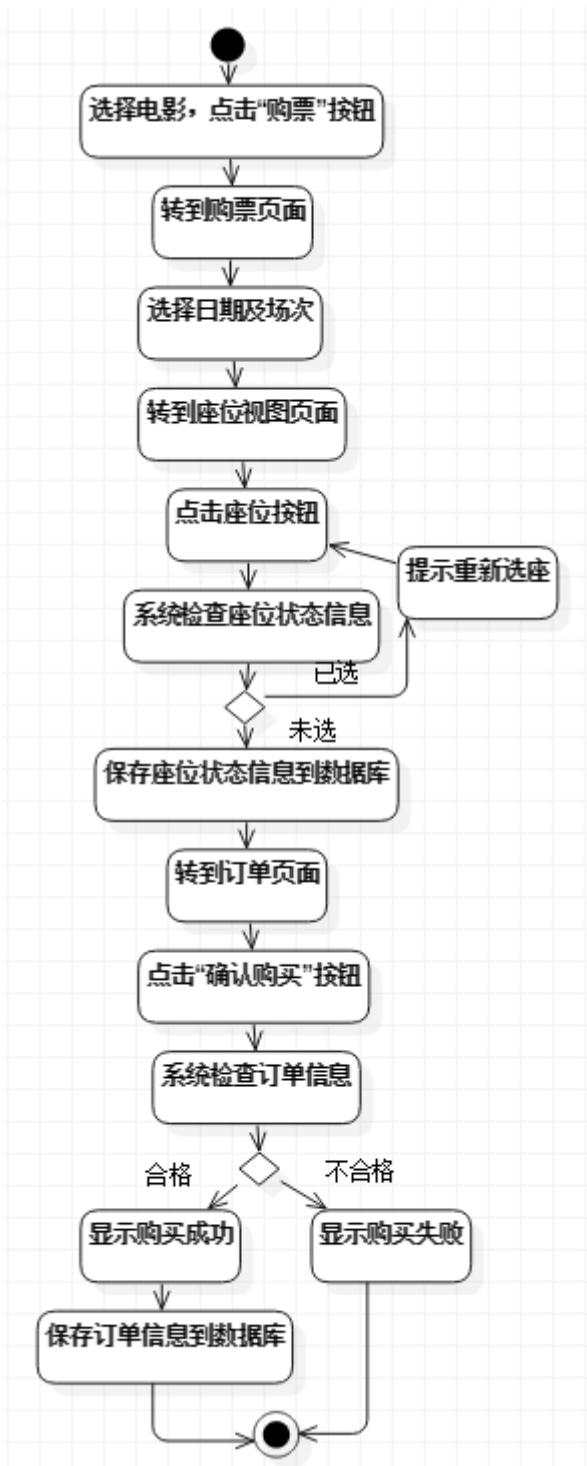 选择电影，点击“购票”按钮
转到购票页面
选择日期及场次
转到座位视图页面
点击座位按钮
提示重新选座
系统检查座位状态信息
已选
未选
保存座位状态信息到数据库
转到订单页面
点击“确认购买”按钮
系统检查订单信息
合格
不合格
显示购买成功
显示购买失败
保存订单信息到数据库